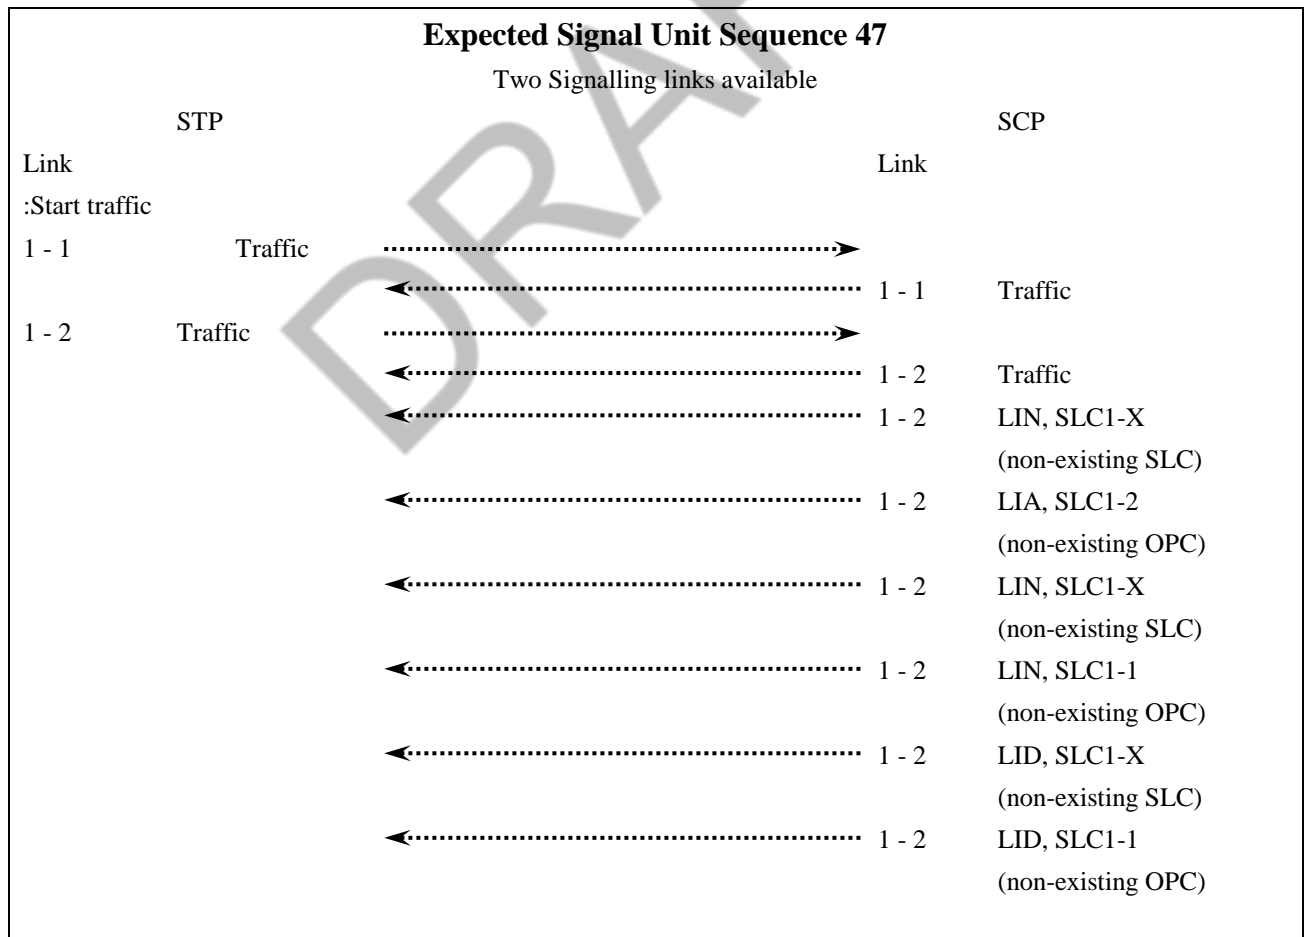 Expected Signal Unit Sequence 47
Two Signalling links available
STP SCP
Link Link
:Start traffic
1 - 1 Traffic
1 - 1 Traffic
1 - 2 Traffic
1 - 2 Traffic
1 - 2 LIN, SLC1-X
(non-existing SLC)
1 - 2 LIA, SLC1-2
(non-existing OPC)
1 - 2 LIN, SLC1-X
(non-existing SLC)
1 - 2 LIN, SLC1-1
(non-existing OPC)
1 - 2 LID, SLC1-X
(non-existing SLC)
1 - 2 LID, SLC1-1
(non-existing OPC)
DRA